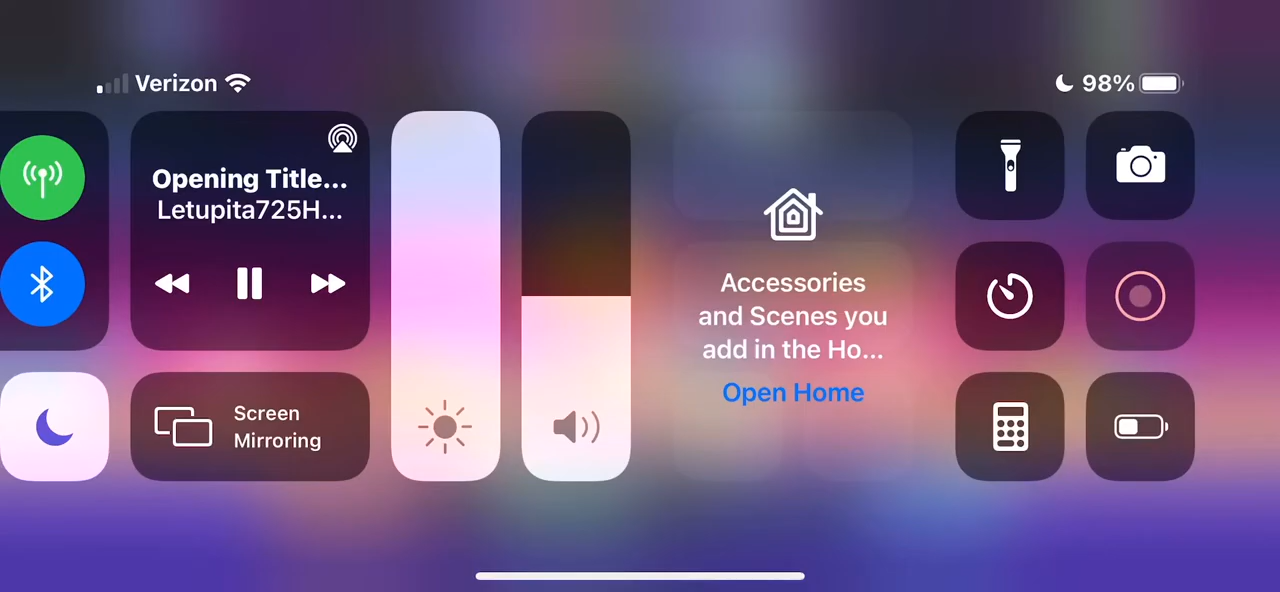 Verizon
98%
Opening Title...
Letupita725H...
Screen
Mirroring
Accessories
and Scenes you
add in the Ho...
Open Home